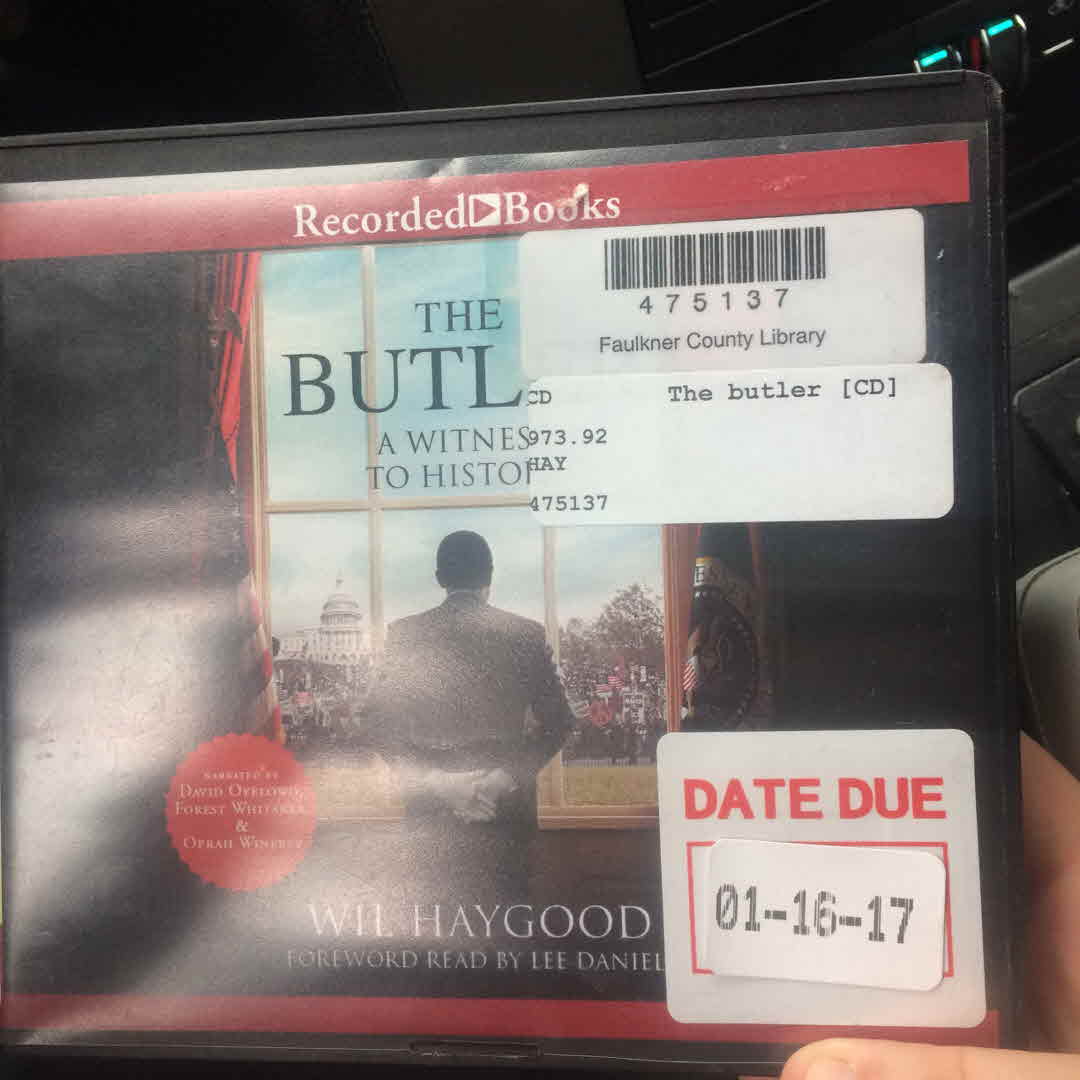 Recorded Books
475137
Faulkner County Library
THE
BUTL
A WITNES
TO HISTO
CD The butler [CD]
973.92
HAY
475137
NARRATED BY
DAVID OYELOWO,
FOREST WHITAKER
&
OPRAH WINFREY
DATE DUE
01-16-17
WIL HAYGOOD
FOREWORD READ BY LEE DANIEL